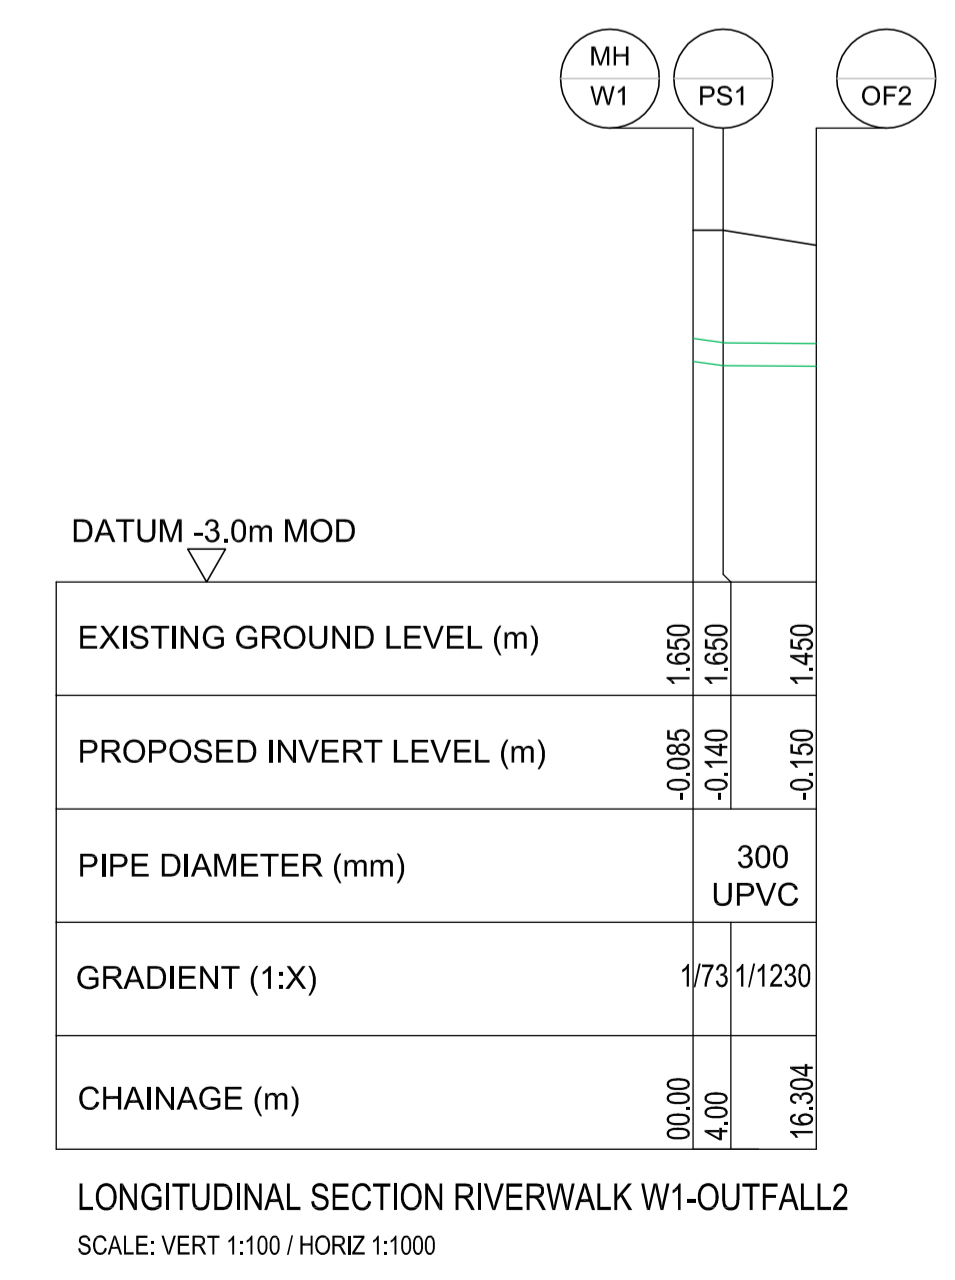 MH
W1
PS1
OF2
DATUM -3.0m MOD
EXISTING GROUND LEVEL (m)
1.650
1.650
1.450
PROPOSED INVERT LEVEL (m)
-0.085
-0.140
-0.150
PIPE DIAMETER (mm)
300
UPVC
GRADIENT (1:X)
1/73
1/1230
CHAINAGE (m)
00.00
4.00
16.304
LONGITUDINAL SECTION RIVERWALK W1-OUTFALL2
SCALE: VERT 1:100 / HORIZ 1:1000